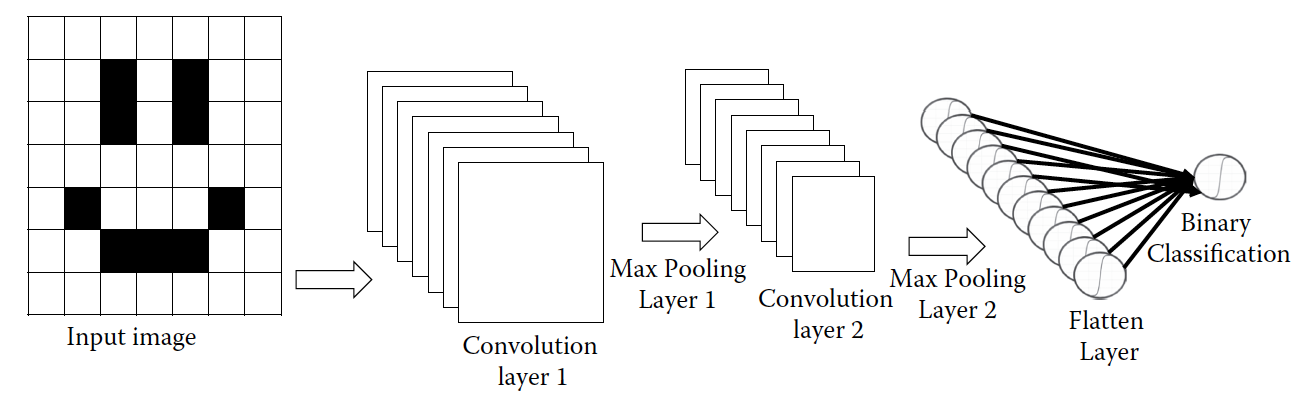 Input image
Convolution
layer 1
Max Pooling
Layer 1
Convolution
layer 2
Max Pooling
Layer 2
Flatten
Layer
Binary
Classification